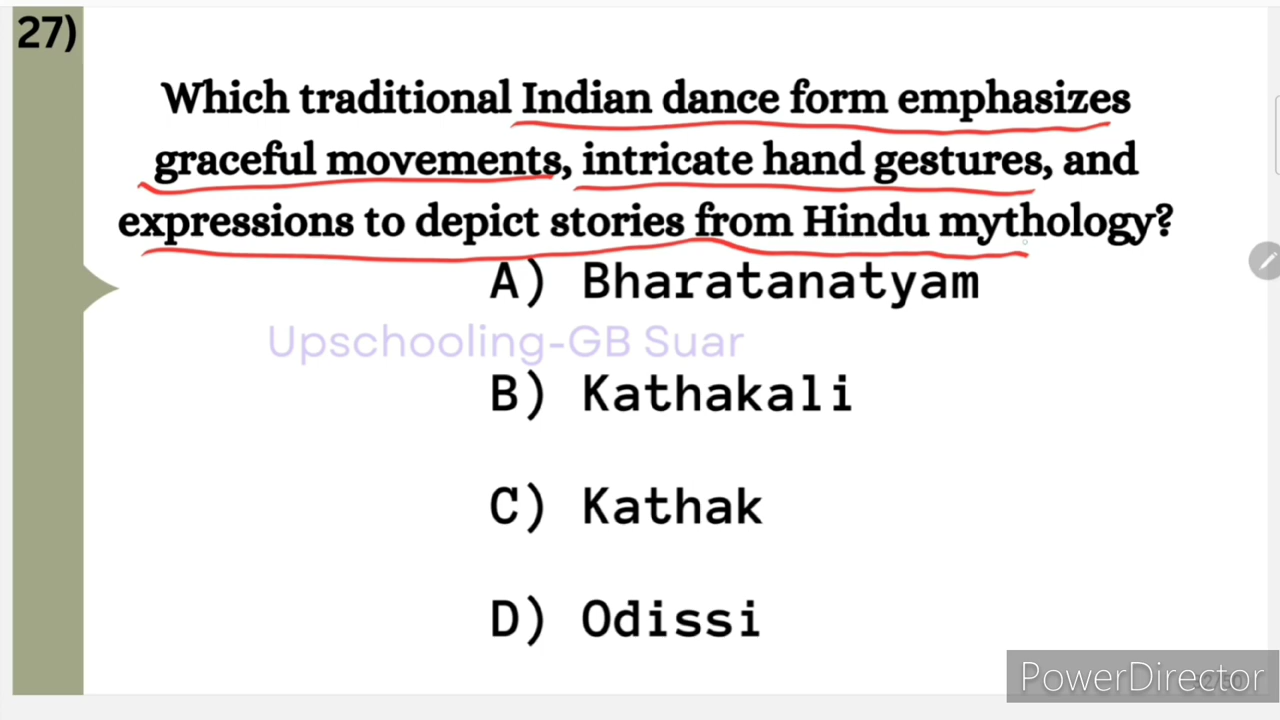 27)
Which traditional Indian dance form emphasizes
graceful movements, intricate hand gestures, and
expressions to depict stories from Hindu mythology?
A) Bharatanatyam
Upschooling-GB Suar
B) Kathakali
C) Kathak
D) Odissi
PowerDirector